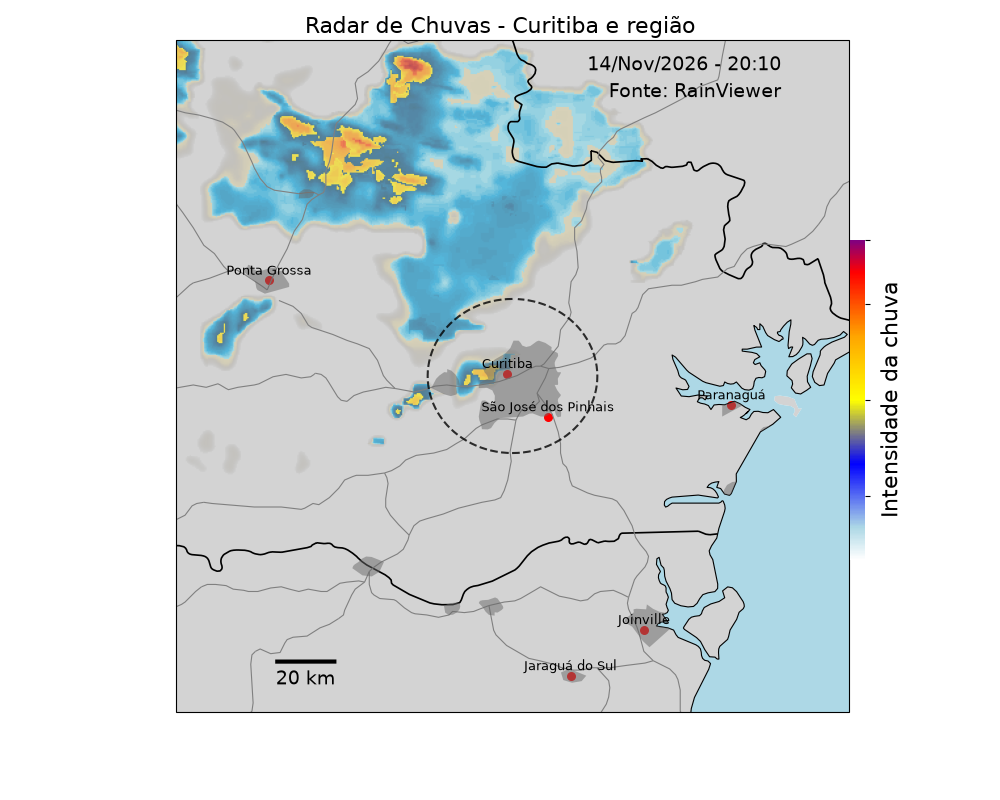 Radar de Chuvas - Curitiba e região
14/Nov/2026 - 20:10
Fonte: RainViewer
Ponta Grossa
Curitiba
Paranaguá
São José dos Pinhais
Intensidade da chuva
Joinville
Jaraguá do Sul
20 km